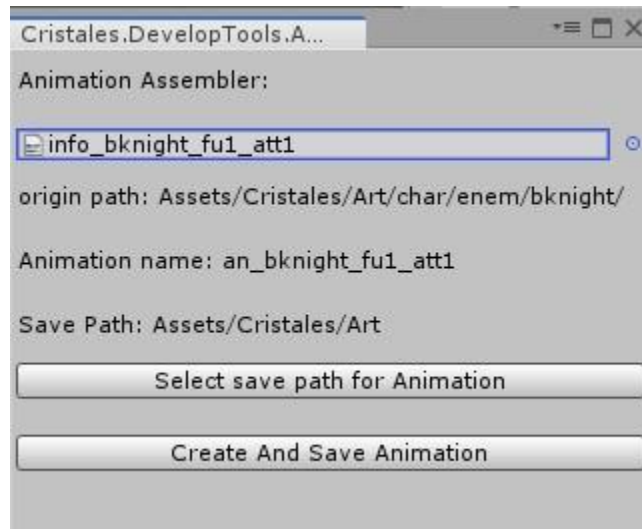 Cristales.DevelopTools.A...
Animation Assembler:
info_bknight_fu1_att1
origin path: Assets/Cristales/Art/char/enem/bknight/
Animation name: an_bknight_fu1_att1
Save Path: Assets/Cristales/Art
Select save path for Animation
Create And Save Animation